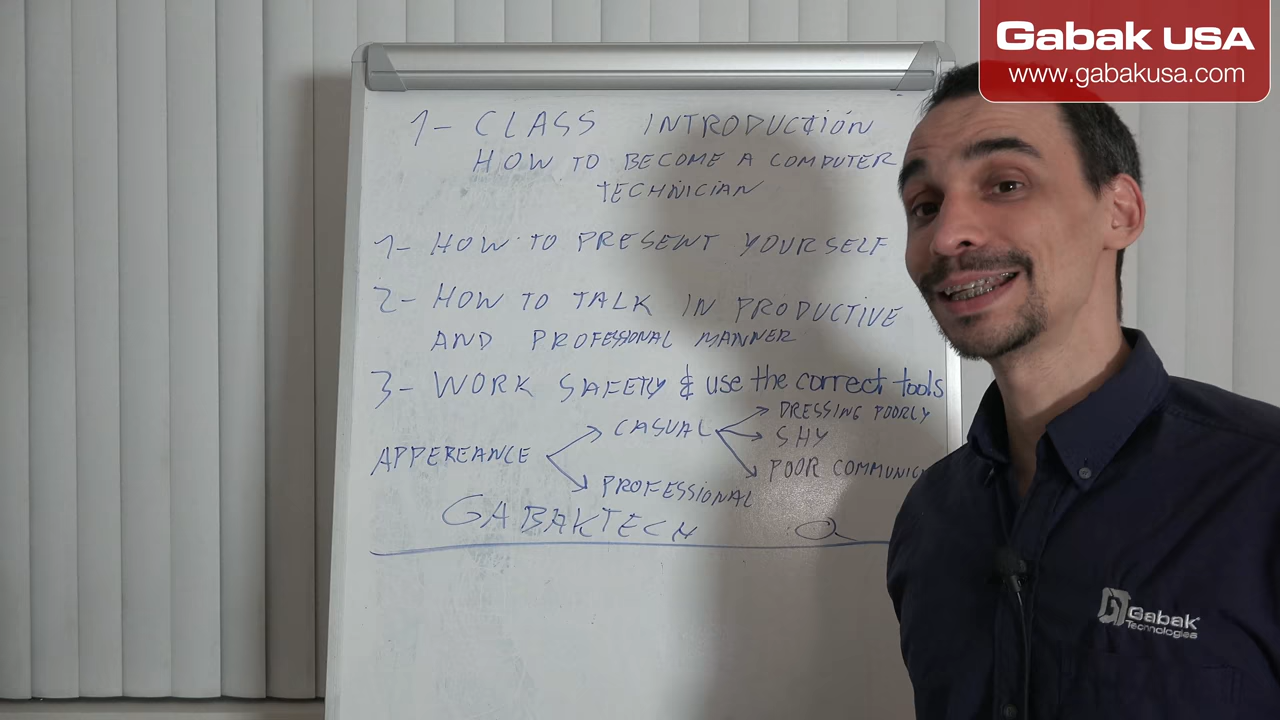 Gabak USA
www.gabakusa.com
1- CLASS INTRODUCTIÓN
HOW TO BECOME A COMPUTER
TECHNICIAN
1- HOW TO PRESENT YOURSELF
2- HOW TO TALK IN PRODUCTIVE
AND PROFESSIONAL MANNER
3- WORK SAFETY & use the correct tools
DRESSING POORLY
CASUAL
SHY
APPEREANCE
POOR COMMUNIC
PROFESSIONAL
GABAKTECH
Gabak
Technologies